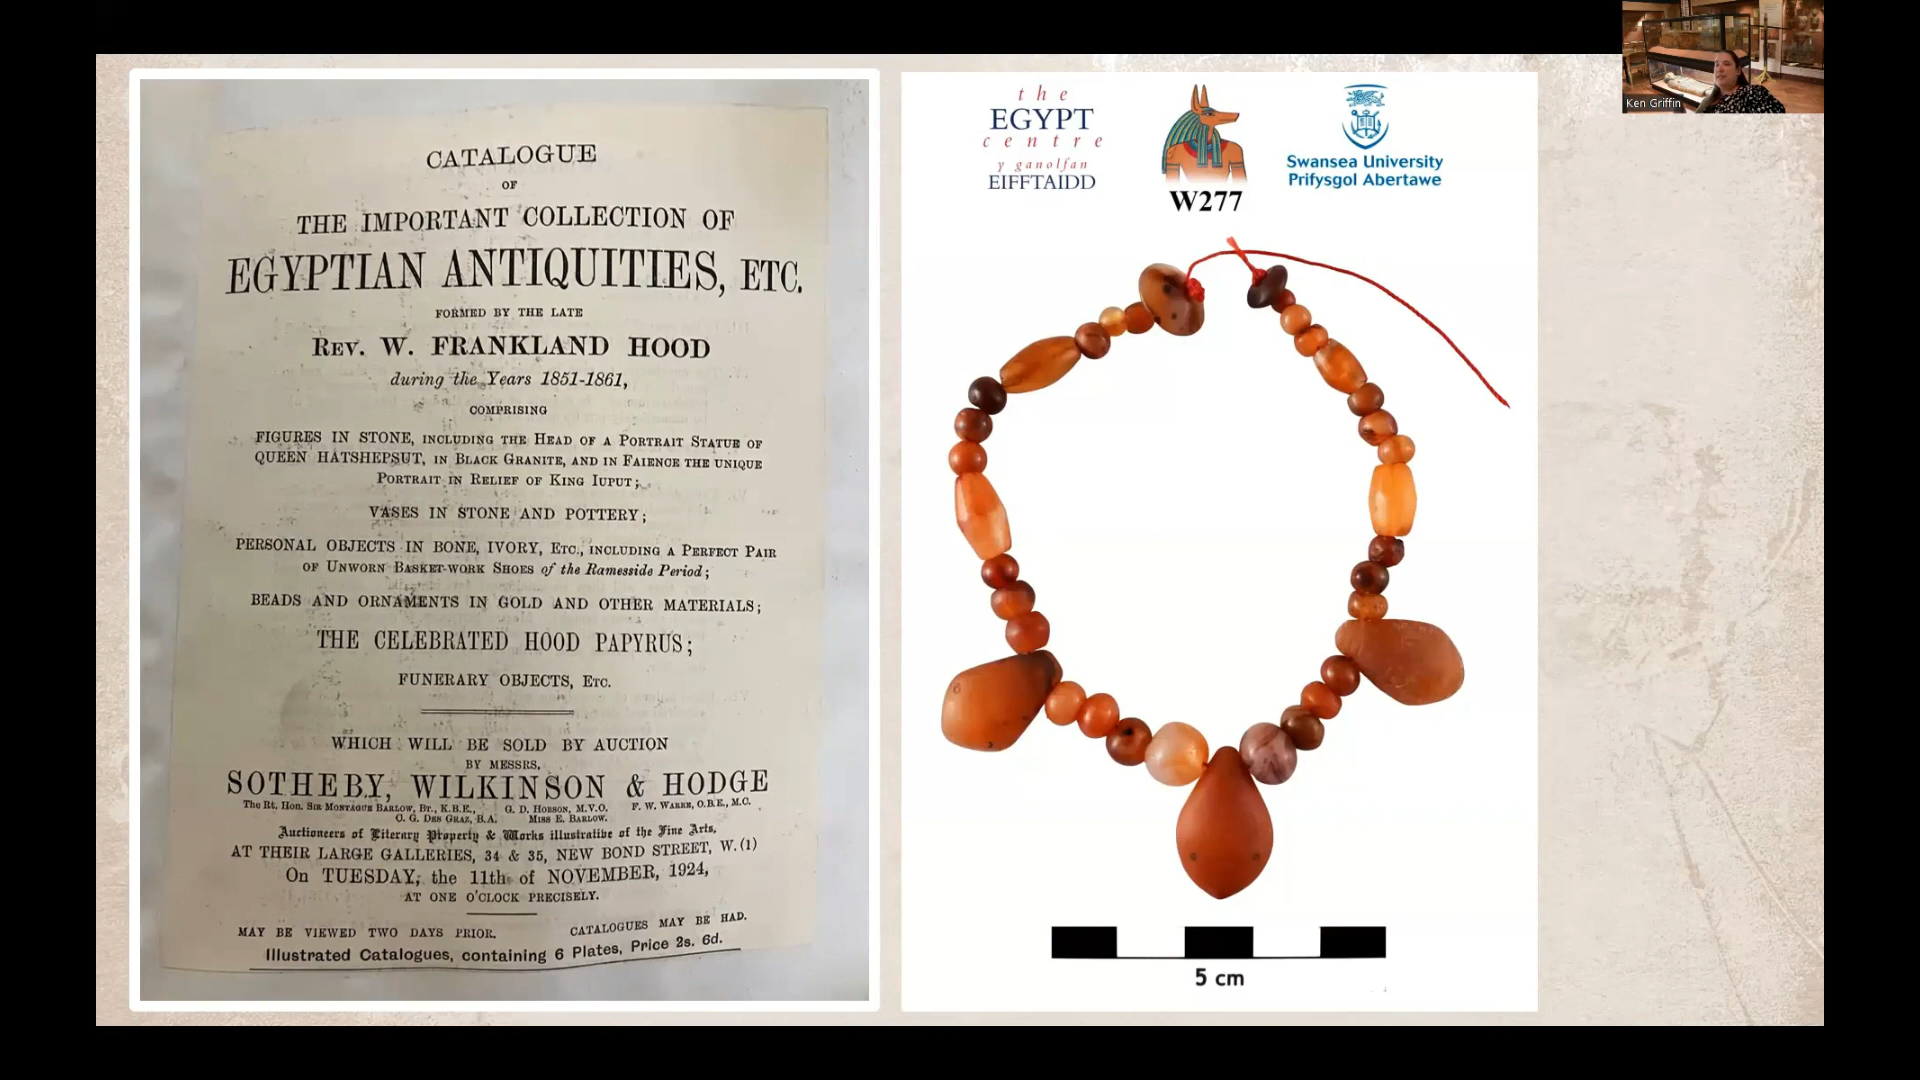 CATALOGUE
OF
THE IMPORTANT COLLECTION OF
EGYPTIAN ANTIQUITIES, ETC.
FORMED BY THE LATE
REV. W. FRANKLAND HOOD
during the Years 1851-1861,
COMPRISING
FIGURES IN STONE, INCLUDING THE HEAD OF A PORTRAIT STATUE OF
QUEEN HATSHEPSUT, IN BLACK GRANITE, AND IN FAIENCE THE UNIQUE
PORTRAIT IN RELIEF OF KING IUPUT;
VASES IN STONE AND POTTERY;
PERSONAL OBJECTS IN BONE, IVORY, ETC., INCLUDING A PERFECT PAIR
OF UNWORN BASKET-WORK SHOES of the Ramesside Period;
BEADS AND ORNAMENTS IN GOLD AND OTHER MATERIALS;
THE CELEBRATED HOOD PAPYRUS;
FUNERARY OBJECTS, ETC.
WHICH WILL BE SOLD BY AUCTION
BY MESSRS.
SOTHEBY, WILKINSON & HODGE
The Rt. Hon. SIR MONTAGUE BARLOW, BT., K.B.E., G. D. HOBSON, M.V.O. F. W. WARRE, O.B.E., M.C.
C. G. DES GRAZ, B.A. MISS E. BARLOW.
Auctioneers of Literary Property & Works illustrative of the Fine Arts,
AT THEIR LARGE GALLERIES, 34 & 35, NEW BOND STREET, W.(1)
On TUESDAY, the 11th of NOVEMBER, 1924,
AT ONE O'CLOCK PRECISELY.
MAY BE VIEWED TWO DAYS PRIOR. CATALOGUES MAY BE HAD.
Illustrated Catalogues, containing 6 Plates, Price 2s. 6d.
the
EGYPT
centre
y ganolfan
EIFFTAIDD
W277
Swansea University
Prifysgol Abertawe
5 cm
Ken Griffin